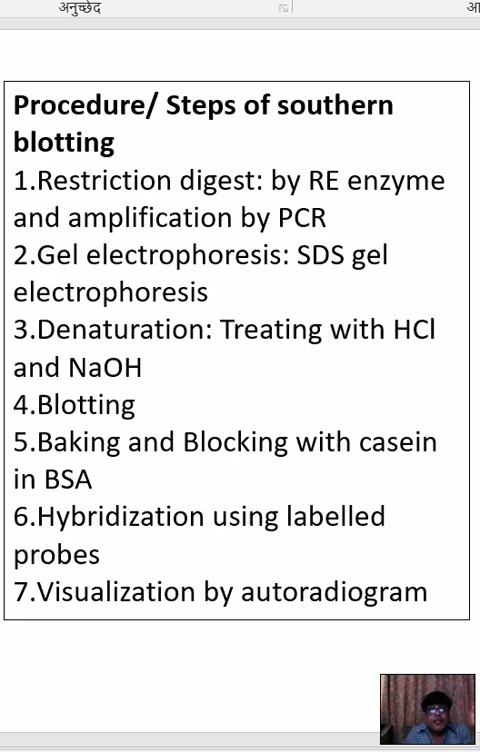 अनुच्छेद
Procedure/ Steps of southern
blotting
1.Restriction digest: by RE enzyme
and amplification by PCR
2.Gel electrophoresis: SDS gel
electrophoresis
3.Denaturation: Treating with HCl
and NaOH
4.Blotting
5.Baking and Blocking with casein
in BSA
6.Hybridization using labelled
probes
7.Visualization by autoradiogram